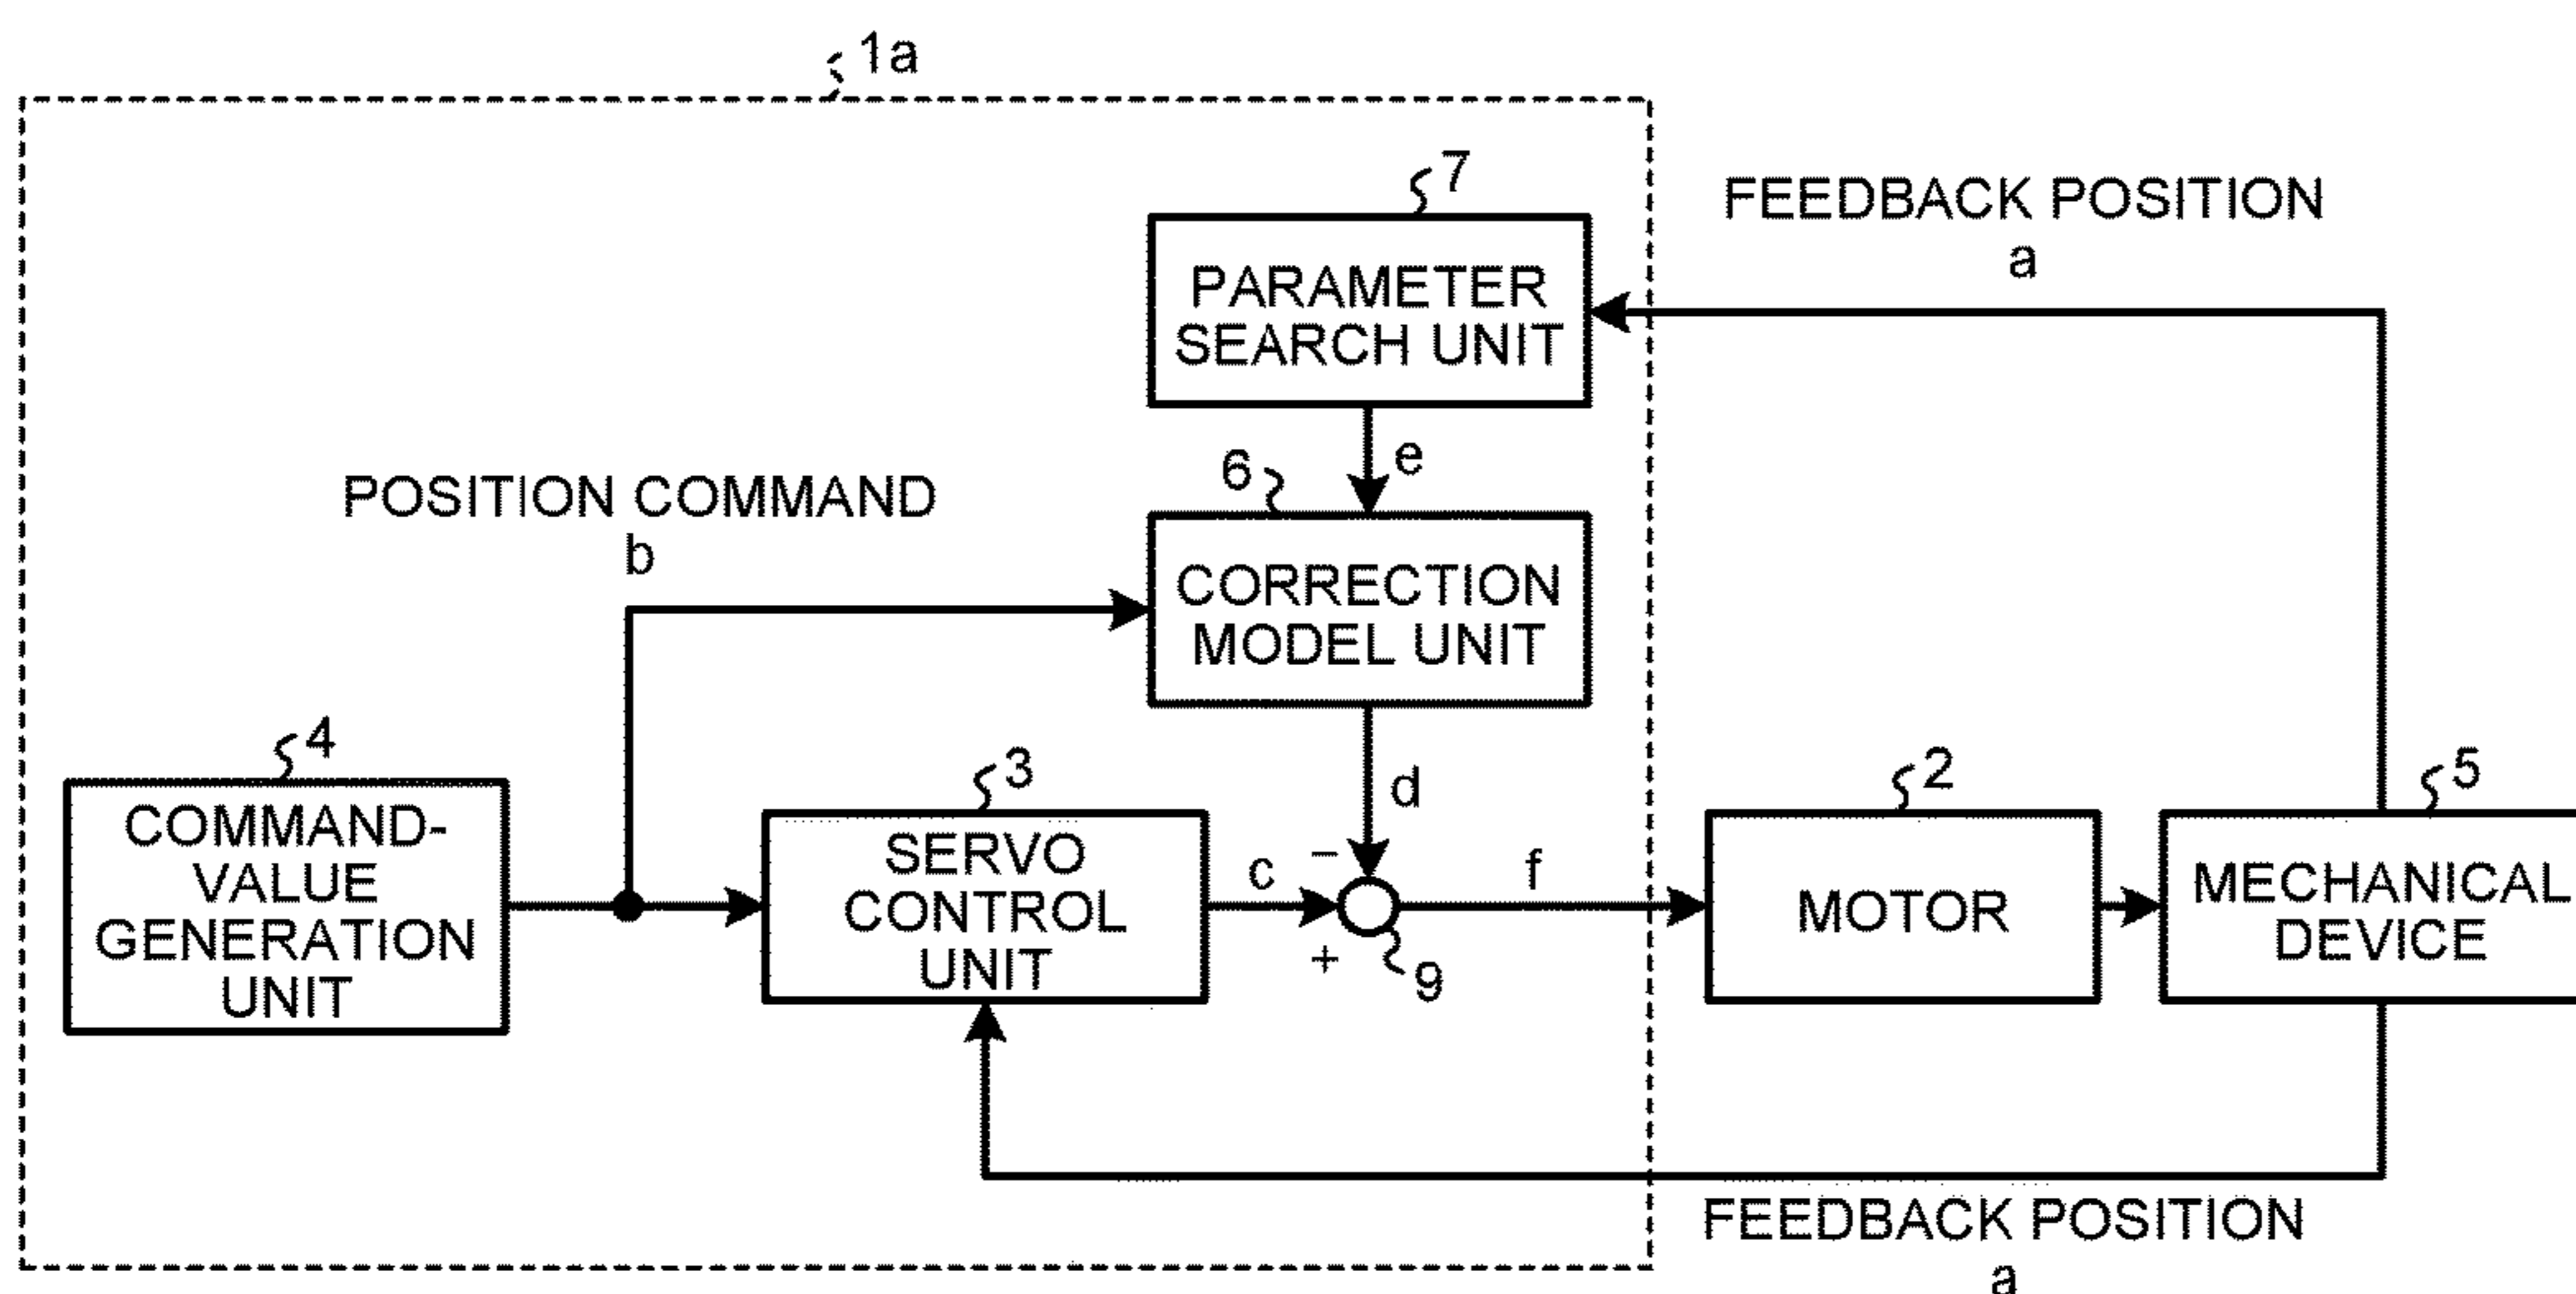 1a
7
FEEDBACK POSITION
a
PARAMETER
SEARCH UNIT
e
6
POSITION COMMAND
b
CORRECTION
MODEL UNIT
4
3
d
2
5
COMMAND-
VALUE
GENERATION
UNIT
SERVO
CONTROL
UNIT
c
−
+
9
f
MOTOR
MECHANICAL
DEVICE
FEEDBACK POSITION
a